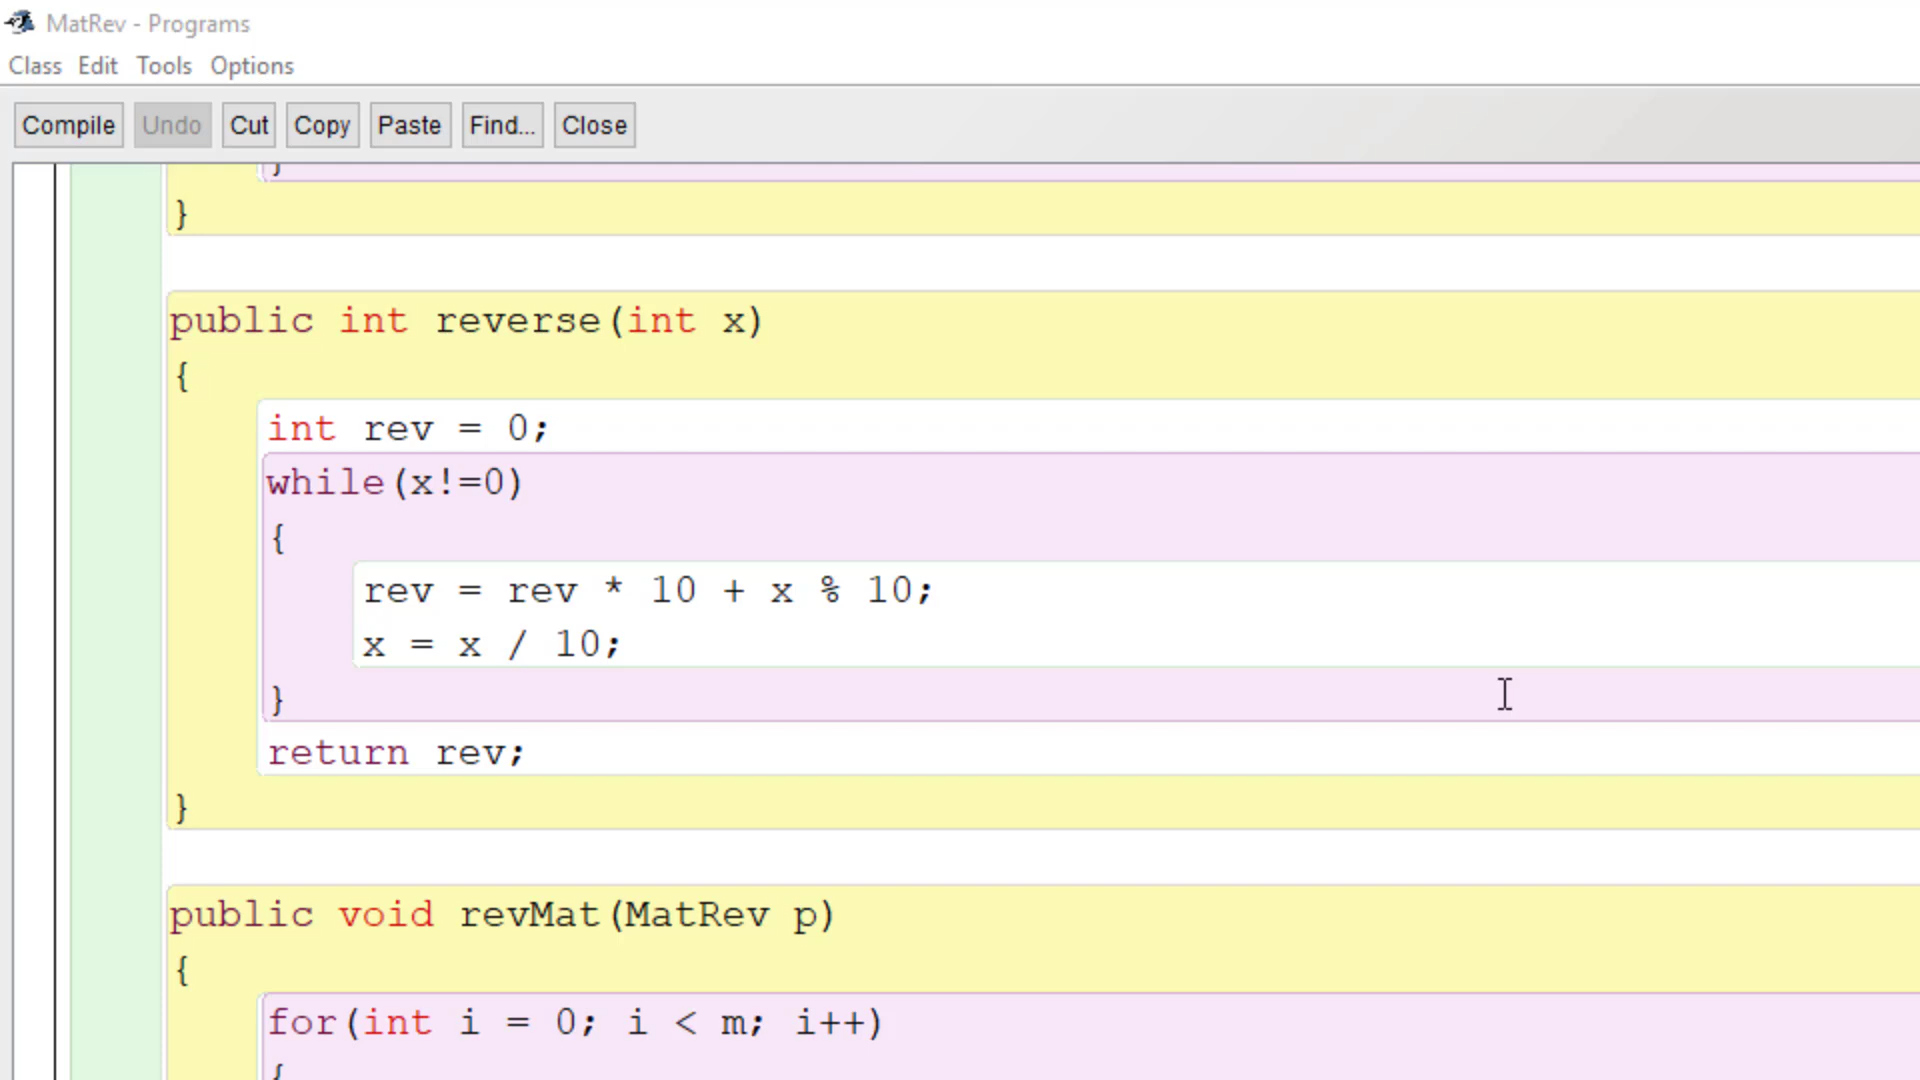 MatRev - Programs
Class Edit Tools Options
Compile Undo Cut Copy Paste Find... Close
}
}
public int reverse(int x)
{
int rev = 0;
while(x!=0)
{
rev = rev * 10 + x % 10;
x = x / 10;
}
return rev;
}
public void revMat(MatRev p)
{
for(int i = 0; i < m; i++)
{